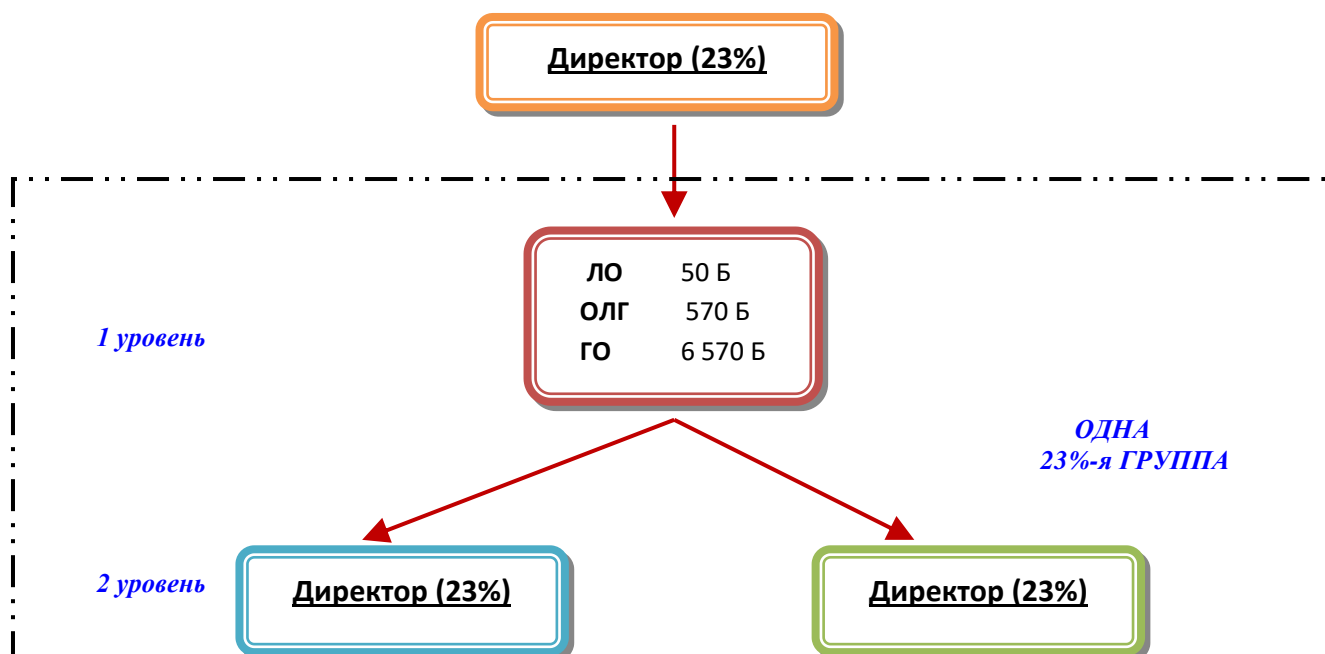 Директор (23%)
ЛО 50 Б
ОЛГ 570 Б
ГО 6 570 Б
1 уровень
ОДНА
23%-я ГРУППА
2 уровень
Директор (23%)
Директор (23%)